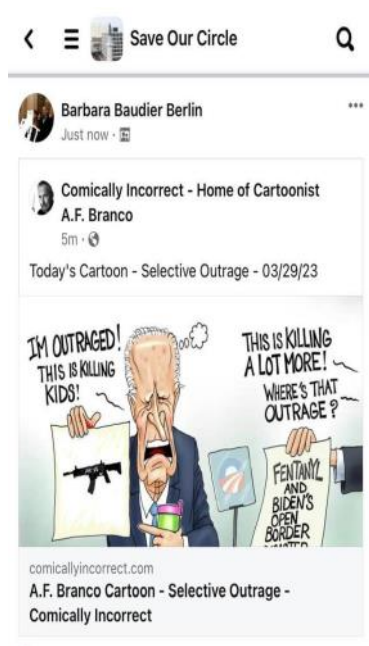 Save Our Circle
Barbara Baudier Berlin
Just now
Comically Incorrect - Home of Cartoonist
A.F. Branco
5m
Today's Cartoon - Selective Outrage - 03/29/23
I'M OUTRAGED!
THIS IS KILLING
KIDS!
THIS IS KILLING
A LOT MORE!
WHERE'S THAT
OUTRAGE?
FENTANYL
AND
BIDEN'S
OPEN
BORDER
comicallyincorrect.com
A.F. Branco Cartoon - Selective Outrage -
Comically Incorrect